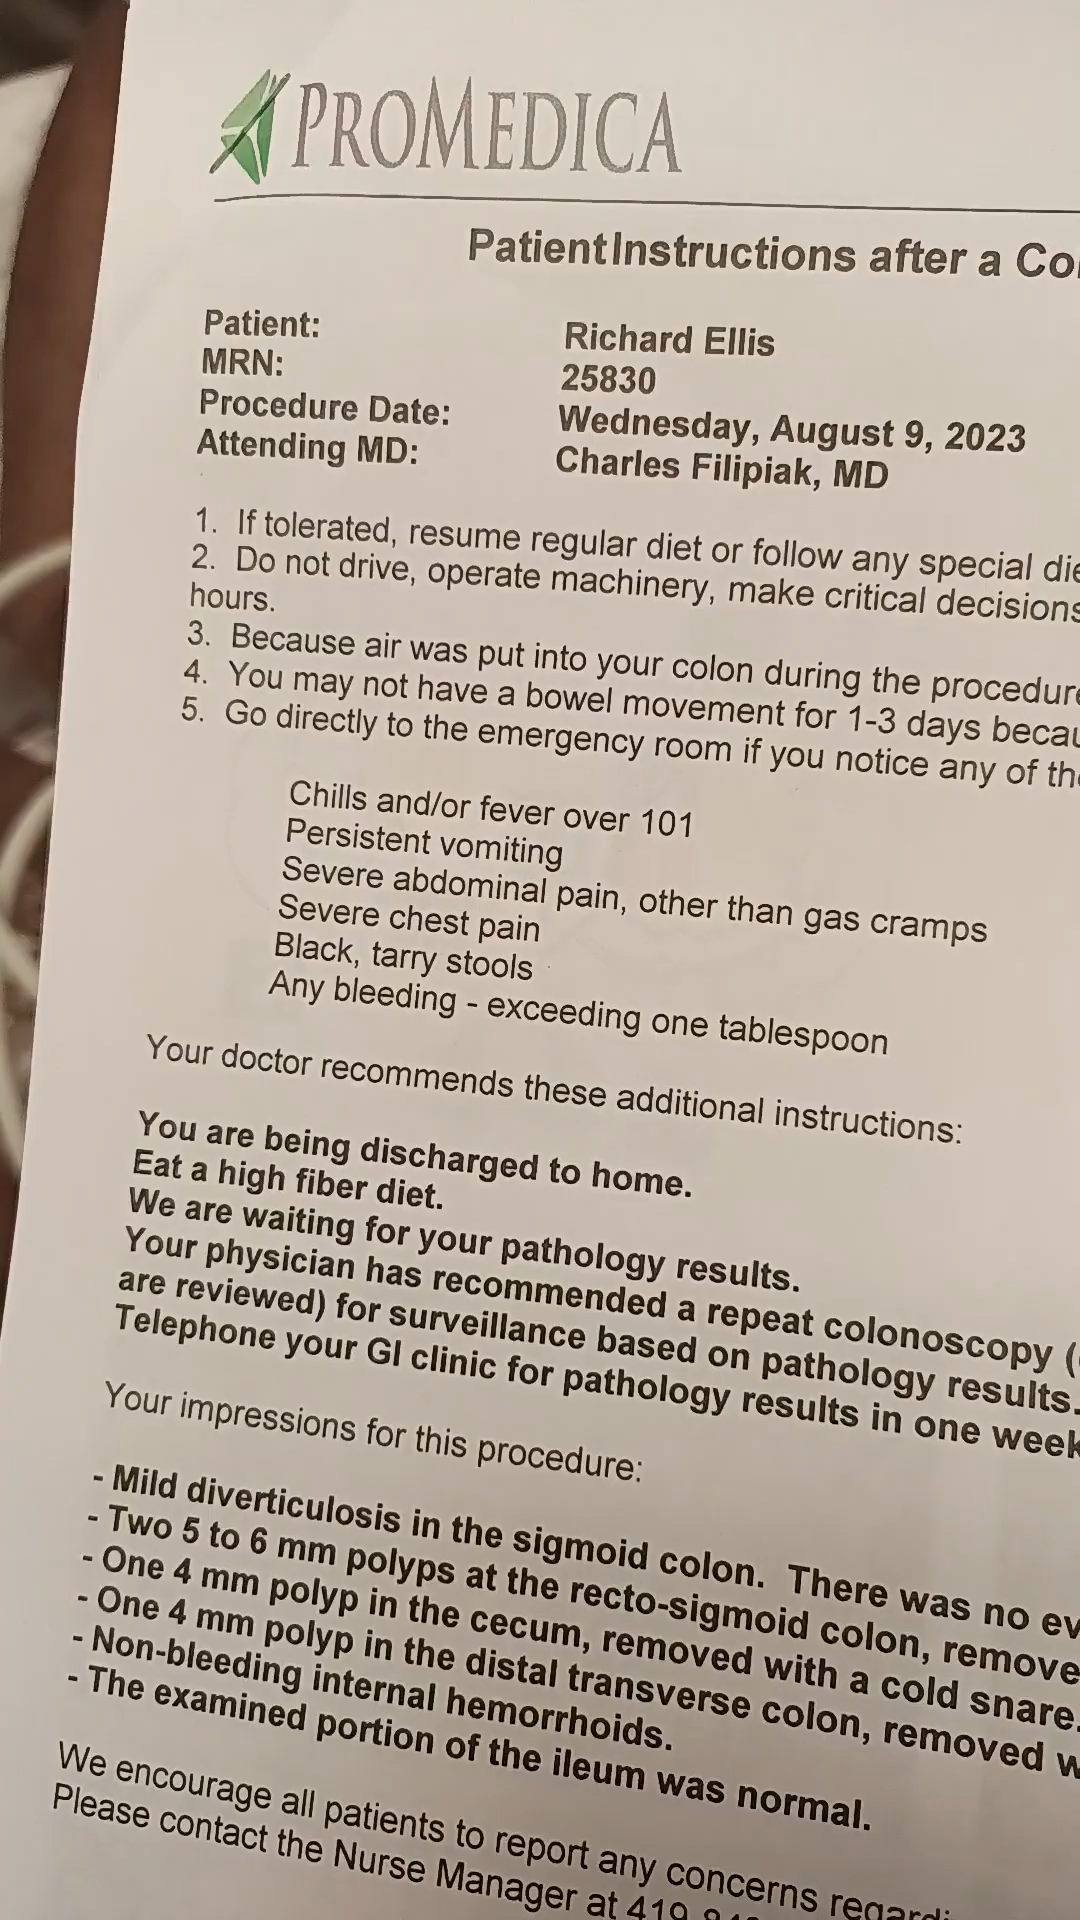 PROMEDICA
Patient Instructions after a
Patient: Richard Ellis
MRN: 25830
Procedure Date: Wednesday, August 9, 2023
Attending MD: Charles Filipiak, MD
1. If tolerated, resume regular diet or follow any special
2. Do not drive, operate machinery, make critical decisions
hours.
3. Because air was put into your colon during the
4. You may not have a bowel movement for 1-3 days
5. Go directly to the emergency room if you notice any of
Chills and/or fever over 101
Persistent vomiting
Severe abdominal pain, other than gas cramps
Severe chest pain
Black, tarry stools
Any bleeding - exceeding one tablespoon
Your doctor recommends these additional instructions:
You are being discharged to home.
Eat a high fiber diet.
We are waiting for your pathology results.
Your physician has recommended a repeat colonoscopy (
are reviewed) for surveillance based on pathology results.
Telephone your GI clinic for pathology results in one week
Your impressions for this procedure:
- Mild diverticulosis in the sigmoid colon. There was no
- Two 5 to 6 mm polyps at the recto-sigmoid colon,
- One 4 mm polyp in the cecum, removed with a cold snare.
- One 4 mm polyp in the distal transverse colon, removed
- Non-bleeding internal hemorrhoids.
- The examined portion of the ileum was normal.
We encourage all patients to report any concerns
Please contact the Nurse Manager at 419